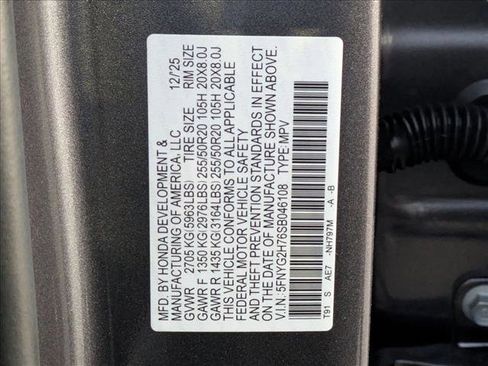 MFD. BY HONDA DEVELOPMENT &
MANUFACTURING OF AMERICA, LLC 12/'25
GVWR 2705 KG(5963LBS) TIRE SIZE RIM SIZE
GAWR F 1350 KG(2976LBS) 255/50R20 105H 20X8.0J
GAWR R 1435 KG(3164LBS) 255/50R20 105H 20X8.0J
THIS VEHICLE CONFORMS TO ALL APPLICABLE
FEDERAL MOTOR VEHICLE SAFETY, BUMPER,
AND THEFT PREVENTION STANDARDS IN EFFECT
ON THE DATE OF MANUFACTURE SHOWN ABOVE.
V.I.N. 5FNYG2H76SB046108 TYPE: MPV
T91 S AE7 -NH797M -A -B